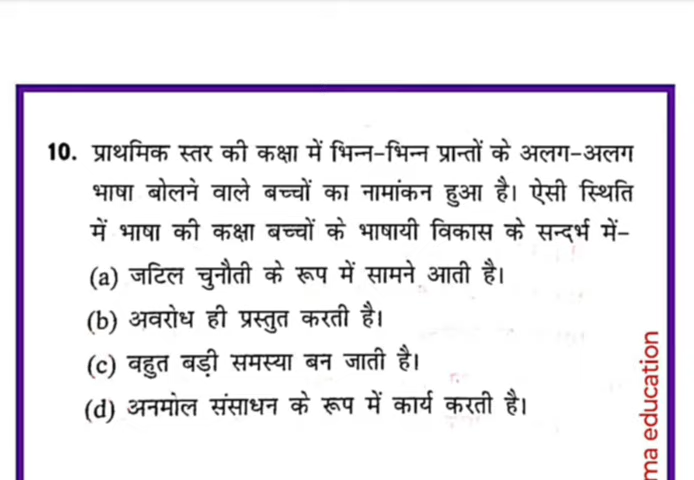 10. प्राथमिक स्तर की कक्षा में भिन्न-भिन्न प्रान्तों के अलग-अलग
भाषा बोलने वाले बच्चों का नामांकन हुआ है। ऐसी स्थिति
में भाषा की कक्षा बच्चों के भाषायी विकास के सन्दर्भ में-
(a) जटिल चुनौती के रूप में सामने आती है।
(b) अवरोध ही प्रस्तुत करती है।
(c) बहुत बड़ी समस्या बन जाती है।
(d) अनमोल संसाधन के रूप में कार्य करती है।
ma education